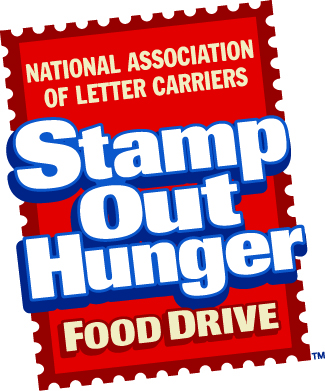 NATIONAL ASSOCIATION
OF LETTER CARRIERS
Stamp
Out
Hunger
FOOD DRIVE
TM